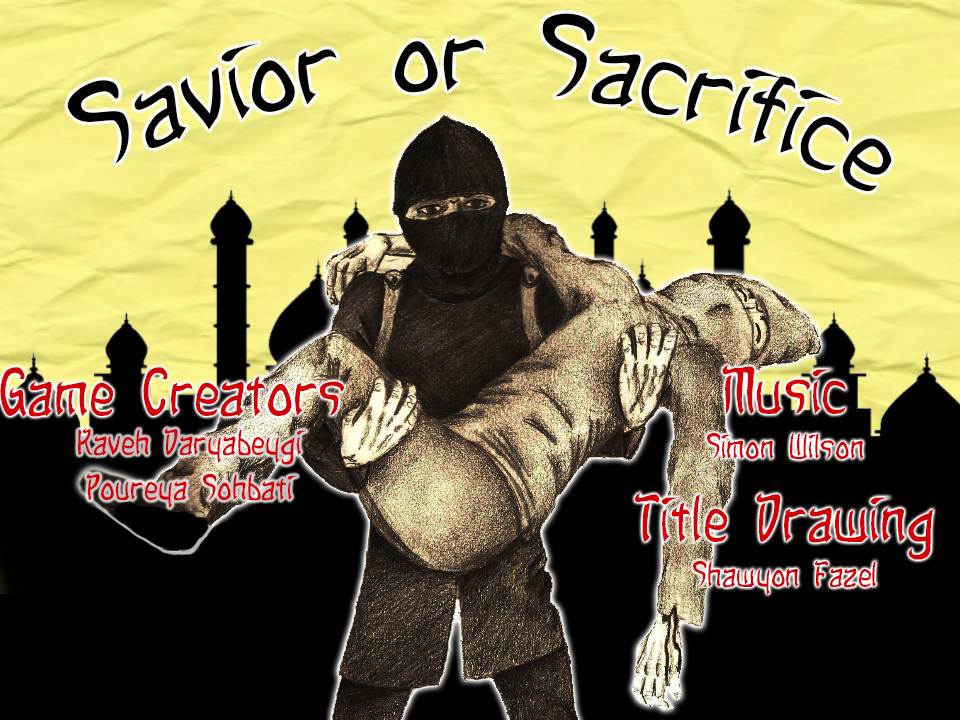 Savior or Sacrifice
Game Creators
Kaveh Daryabeygi
Poureya Sohbati
Music
Simon Wilson
Title Drawing
Shawyon Fazel